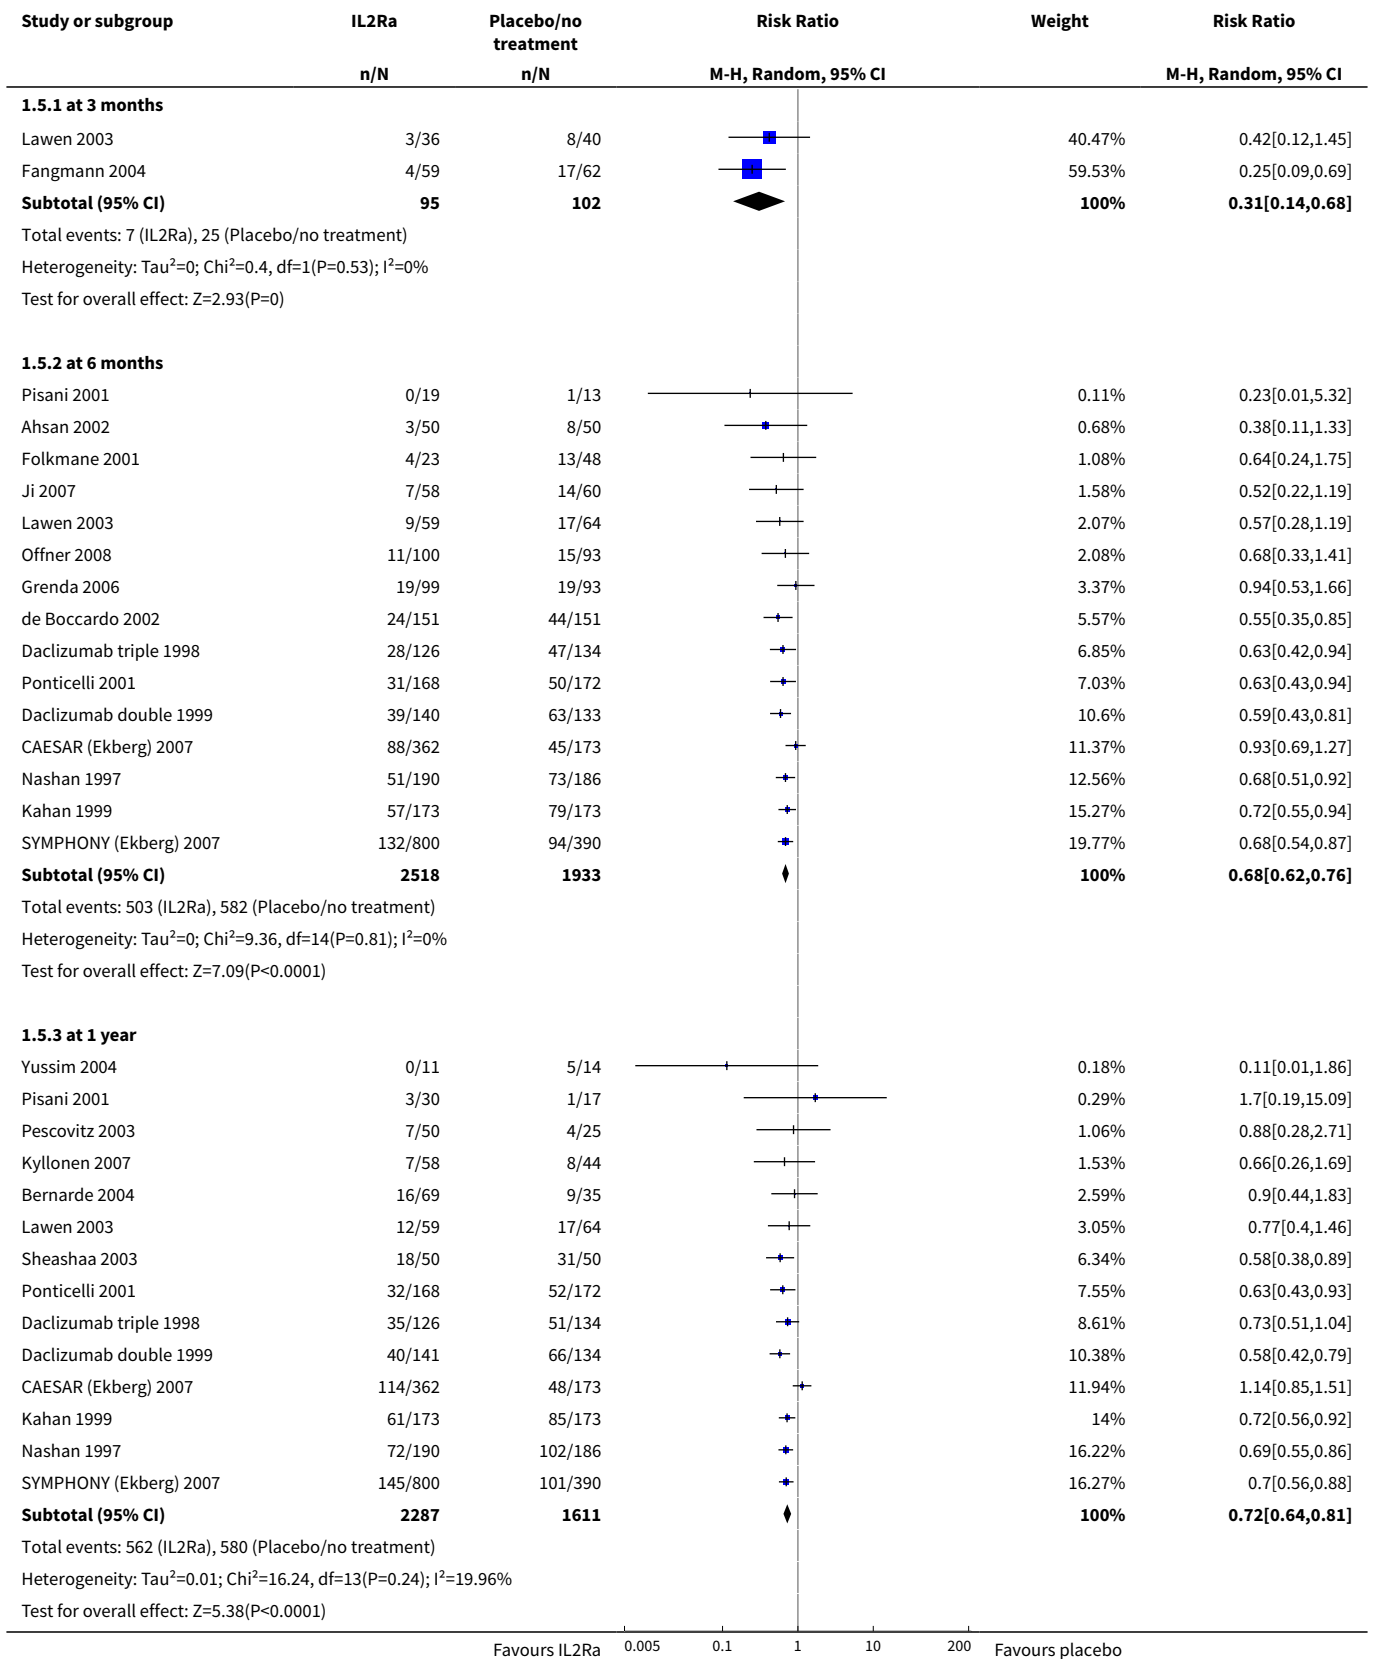 Study or subgroup IL2Ra Placebo/no treatment Risk Ratio Weight Risk Ratio
n/N n/N M-H, Random, 95% CI M-H, Random, 95% CI
1.5.1 at 3 months
Lawen 2003 3/36 8/40 40.47% 0.42[0.12,1.45]
Fangmann 2004 4/59 17/62 59.53% 0.25[0.09,0.69]
Subtotal (95% CI) 95 102 100% 0.31[0.14,0.68]
Total events: 7 (IL2Ra), 25 (Placebo/no treatment)
Heterogeneity: Tau²=0; Chi²=0.4, df=1(P=0.53); I²=0%
Test for overall effect: Z=2.93(P=0)
1.5.2 at 6 months
Pisani 2001 0/19 1/13 0.11% 0.23[0.01,5.32]
Ahsan 2002 3/50 8/50 0.68% 0.38[0.11,1.33]
Folkmane 2001 4/23 13/48 1.08% 0.64[0.24,1.75]
Ji 2007 7/58 14/60 1.58% 0.52[0.22,1.19]
Lawen 2003 9/59 17/64 2.07% 0.57[0.28,1.19]
Offner 2008 11/100 15/93 2.08% 0.68[0.33,1.41]
Grenda 2006 19/99 19/93 3.37% 0.94[0.53,1.66]
de Boccardo 2002 24/151 44/151 5.57% 0.55[0.35,0.85]
Daclizumab triple 1998 28/126 47/134 6.85% 0.63[0.42,0.94]
Ponticelli 2001 31/168 50/172 7.03% 0.63[0.43,0.94]
Daclizumab double 1999 39/140 63/133 10.6% 0.59[0.43,0.81]
CAESAR (Ekberg) 2007 88/362 45/173 11.37% 0.93[0.69,1.27]
Nashan 1997 51/190 73/186 12.56% 0.68[0.51,0.92]
Kahan 1999 57/173 79/173 15.27% 0.72[0.55,0.94]
SYMPHONY (Ekberg) 2007 132/800 94/390 19.77% 0.68[0.54,0.87]
Subtotal (95% CI) 2518 1933 100% 0.68[0.62,0.76]
Total events: 503 (IL2Ra), 582 (Placebo/no treatment)
Heterogeneity: Tau²=0; Chi²=9.36, df=14(P=0.81); I²=0%
Test for overall effect: Z=7.09(P<0.0001)
1.5.3 at 1 year
Yussim 2004 0/11 5/14 0.18% 0.11[0.01,1.86]
Pisani 2001 3/30 1/17 0.29% 1.7[0.19,15.09]
Pescovitz 2003 7/50 4/25 1.06% 0.88[0.28,2.71]
Kyllonen 2007 7/58 8/44 1.53% 0.66[0.26,1.69]
Bernarde 2004 16/69 9/35 2.59% 0.9[0.44,1.83]
Lawen 2003 12/59 17/64 3.05% 0.77[0.4,1.46]
Sheashaa 2003 18/50 31/50 6.34% 0.58[0.38,0.89]
Ponticelli 2001 32/168 52/172 7.55% 0.63[0.43,0.93]
Daclizumab triple 1998 35/126 51/134 8.61% 0.73[0.51,1.04]
Daclizumab double 1999 40/141 66/134 10.38% 0.58[0.42,0.79]
CAESAR (Ekberg) 2007 114/362 48/173 11.94% 1.14[0.85,1.51]
Kahan 1999 61/173 85/173 14% 0.72[0.56,0.92]
Nashan 1997 72/190 102/186 16.22% 0.69[0.55,0.86]
SYMPHONY (Ekberg) 2007 145/800 101/390 16.27% 0.7[0.56,0.88]
Subtotal (95% CI) 2287 1611 100% 0.72[0.64,0.81]
Total events: 562 (IL2Ra), 580 (Placebo/no treatment)
Heterogeneity: Tau²=0.01; Chi²=16.24, df=13(P=0.24); I²=19.96%
Test for overall effect: Z=5.38(P<0.0001)
Favours IL2Ra 0.005 0.1 1 10 200 Favours placebo